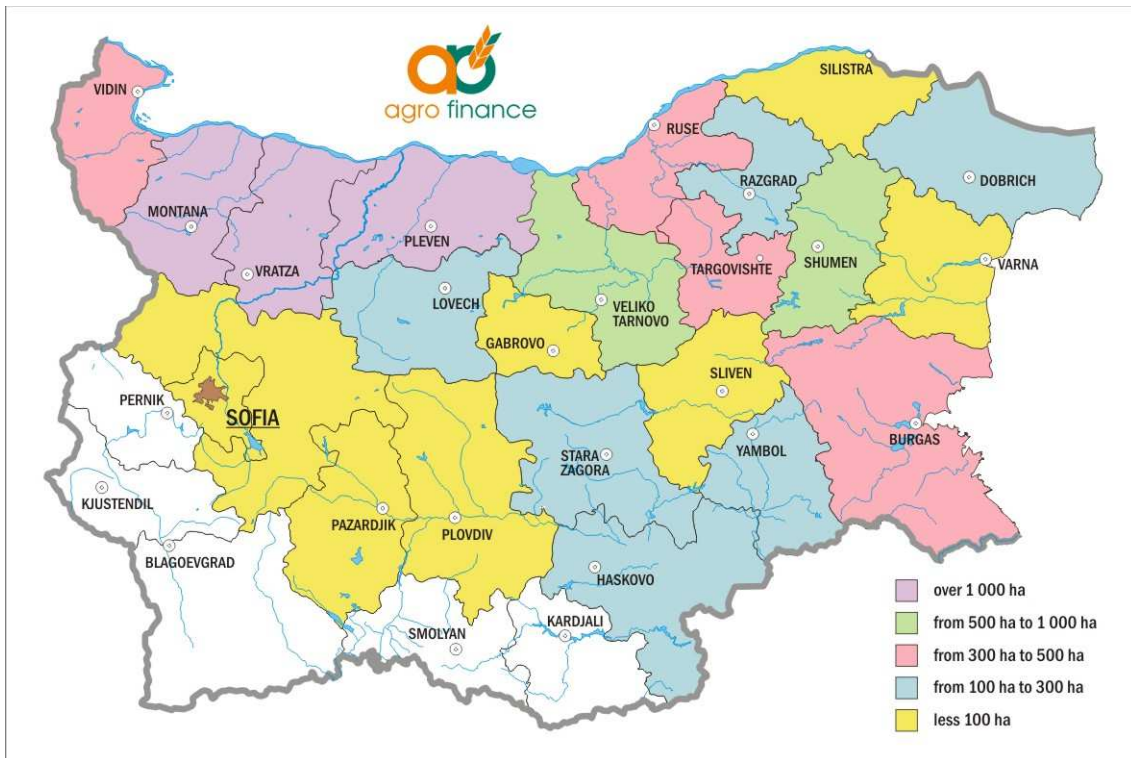 agro finance
VIDIN
SILISTRA
RUSE
DOBRICH
RAZGRAD
MONTANA
PLEVEN
VRATZA
LOVECH
VELIKO
TARNOVO
TARGOVISHTE
SHUMEN
VARNA
GABROVO
SLIVEN
PERNIK
SOFIA
STARA
ZAGORA
YAMBOL
BURGAS
KJUSTENDIL
PAZARDJIK
PLOVDIV
BLAGOEVGRAD
HASKOVO
SMOLYAN
KARDJALI
over 1 000 ha
from 500 ha to 1 000 ha
from 300 ha to 500 ha
from 100 ha to 300 ha
less 100 ha